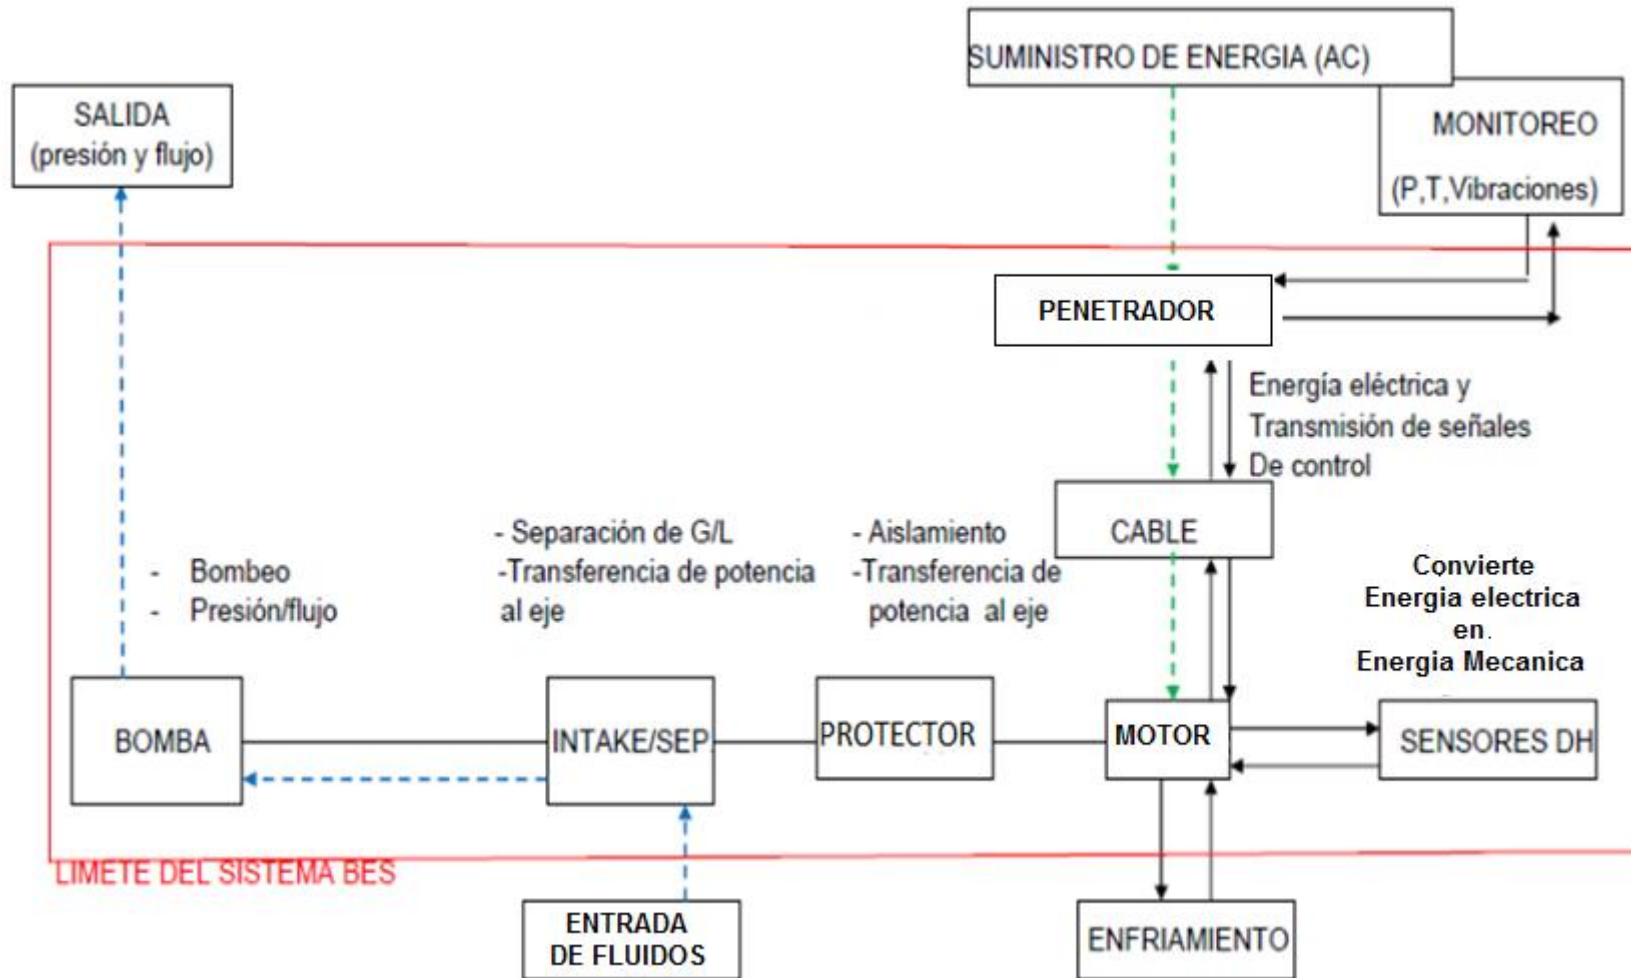 SUMINISTRO DE ENERGIA (AC)
SALIDA
(presión y flujo)
MONITOREO
(P,T,Vibraciones)
PENETRADOR
Energía eléctrica y
Transmisión de señales
De control
CABLE
- Bombeo
- Presión/flujo
- Separación de G/L
-Transferencia de potencia
al eje
- Aislamiento
-Transferencia de
potencia al eje
Convierte
Energia electrica
en.
Energia Mecanica
BOMBA
INTAKE/SEP
PROTECTOR
MOTOR
SENSORES DH
LIMETE DEL SISTEMA BES
ENTRADA
DE FLUIDOS
ENFRIAMIENTO